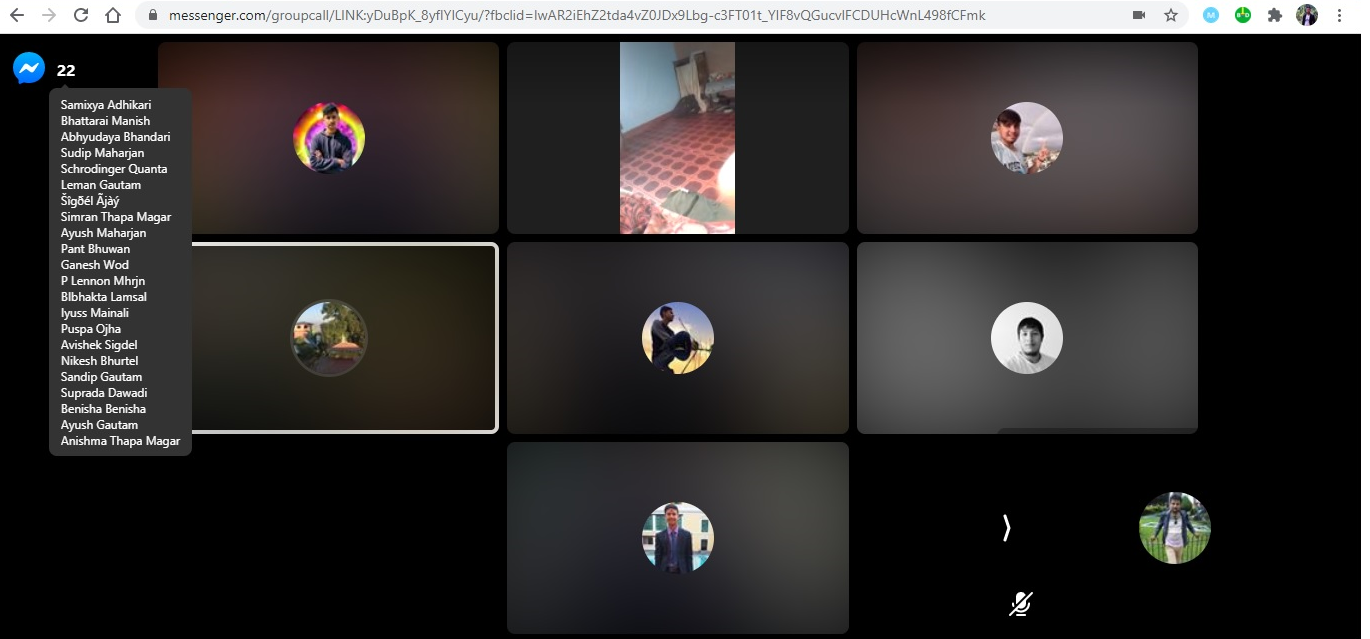 messenger.com/groupcall/LINK:yDuBpK_8yflYICyu/?fbclid=IwAR2iEhZ2tda4vZ0JDx9Lbg-c3FT01t_YIF8vQGucvIFCDUHcWnL498fCFmk
22
Samixya Adhikari
Bhattarai Manish
Abhyudaya Bhandari
Sudip Maharjan
Schrodinger Quanta
Leman Gautam
Šîgðél Ãjàý
Simran Thapa Magar
Ayush Maharjan
Pant Bhuwan
Ganesh Wod
P Lennon Mhrjn
Blbhakta Lamsal
Iyuss Mainali
Puspa Ojha
Avishek Sigdel
Nikesh Bhurtel
Sandip Gautam
Suprada Dawadi
Benisha Benisha
Ayush Gautam
Anishma Thapa Magar